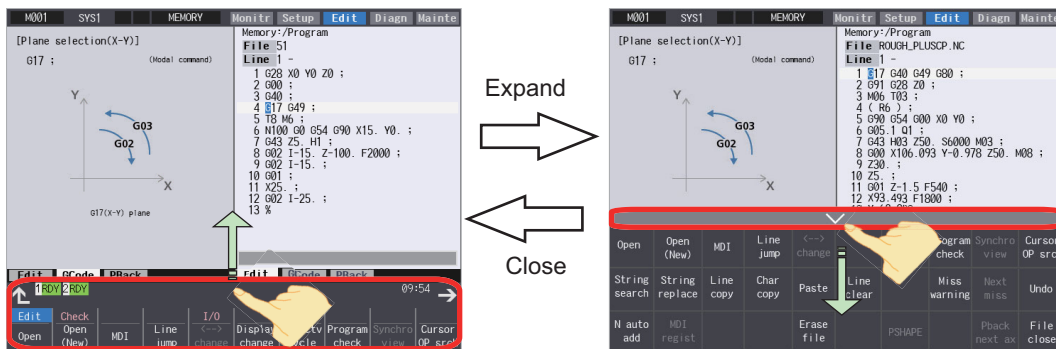 M001 SYS1 MEMORY Monitr Setup Edit Diagn Mainte
[Plane selection(X-Y)]
G17 ; (Modal command)
Y
G03
G02
X
G17(X-Y) plane
Memory:/Program
File 51
Line 1 -
1 G28 X0 Y0 Z0 ;
2 G00 ;
3 G40 ;
4 G17 G49 ;
5 T8 M6 ;
6 N100 G0 G54 G90 X15. Y0. ;
7 G43 Z5. H1 ;
8 G02 I-15. Z-100. F2000 ;
9 G02 I-15. ;
10 G01 ;
11 X25. ;
12 G02 I-25. ;
13 %
Edit GCode PBack Edit GCode PBack
1RDY 2RDY 09:54
Edit Check I/O
Open Open (New) MDI Line jump <--> change Display change cycle Program check Synchro view Cursor OP srch
Expand
Close
M001 SYS1 MEMORY Monitr Setup Edit Diagn Mainte
[Plane selection(X-Y)]
G17 ; (Modal command)
Y
G03
G02
X
Memory:/Program
File ROUGH_PLUSCP.NC
Line 1 -
1 G17 G40 G49 G80 ;
2 G91 G28 Z0 ;
3 M06 T03 ;
4 ( R6 ) ;
5 G90 G54 G00 X0 Y0 ;
6 G05.1 Q1 ;
7 G43 H03 Z50. S6000 M03 ;
8 G00 X106.093 Y-0.978 Z50. M08 ;
9 Z30. ;
10 Z5. ;
11 G01 Z-1.5 F540 ;
12 X93.493 F1800 ;
Open Open (New) MDI Line jump <--> change ogram check Synchro view Cursor OP src
String search String replace Line copy Char copy Paste Line clear Miss warning Next miss Undo
N auto add MDI regist Erase file PSHAPE Pback next ax File close